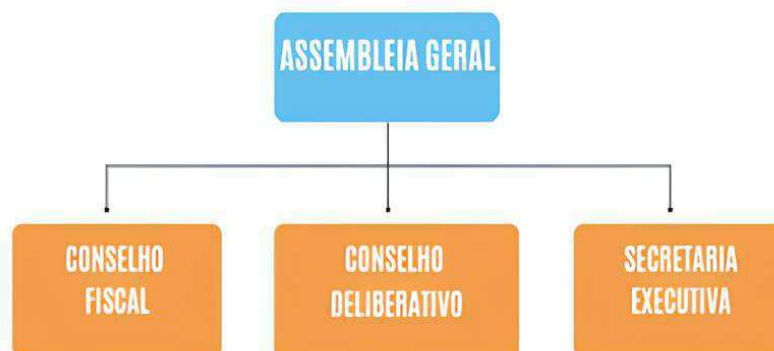 ASSEMBLEIA GERAL
CONSELHO
FISCAL
CONSELHO
DELIBERATIVO
SECRETARIA
EXECUTIVA